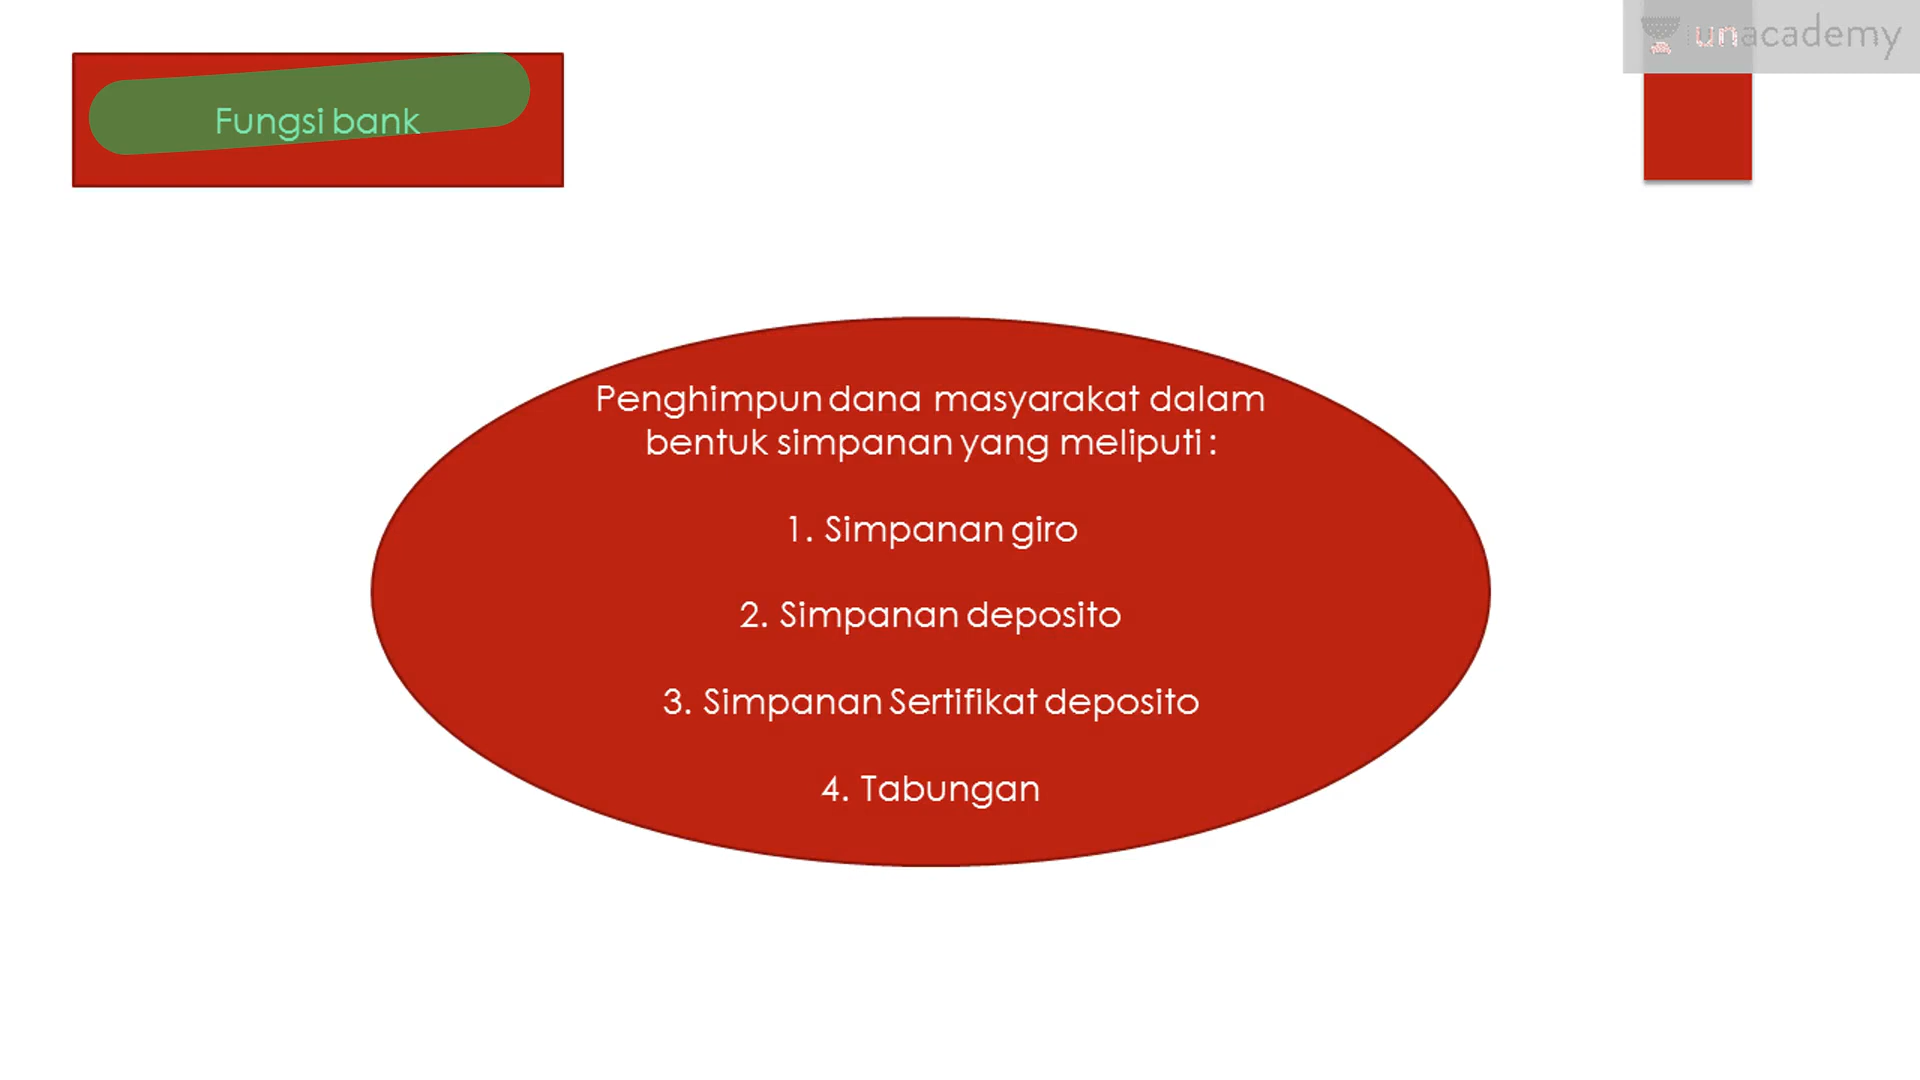 unacademy
Fungsi bank
Penghimpun dana masyarakat dalam
bentuk simpanan yang meliputi :
1. Simpanan giro
2. Simpanan deposito
3. Simpanan Sertifikat deposito
4. Tabungan